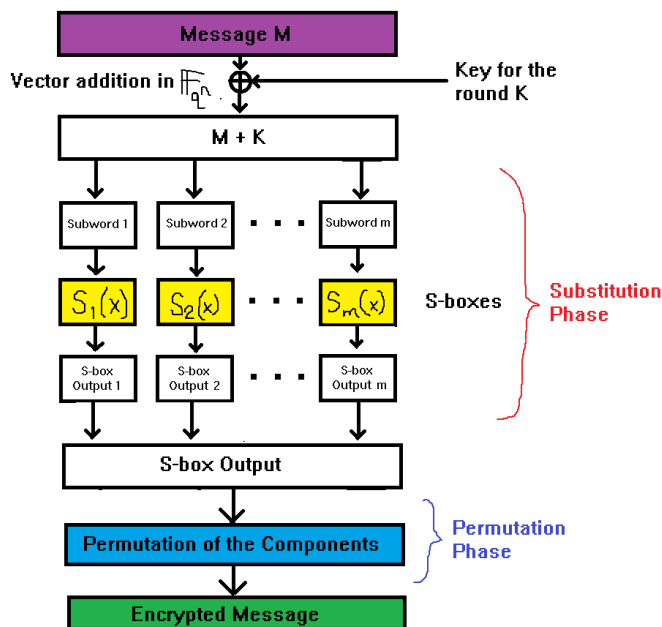 Message M
Vector addition in 𝔽qⁿ
Key for the
round K
M + K
Subword 1
Subword 2
Subword m
S₁(x)
S₂(x)
Sₘ(x)
S-boxes
Substitution
Phase
S-box
Output 1
S-box
Output 2
S-box
Output m
S-box Output
Permutation of the Components
Permutation
Phase
Encrypted Message